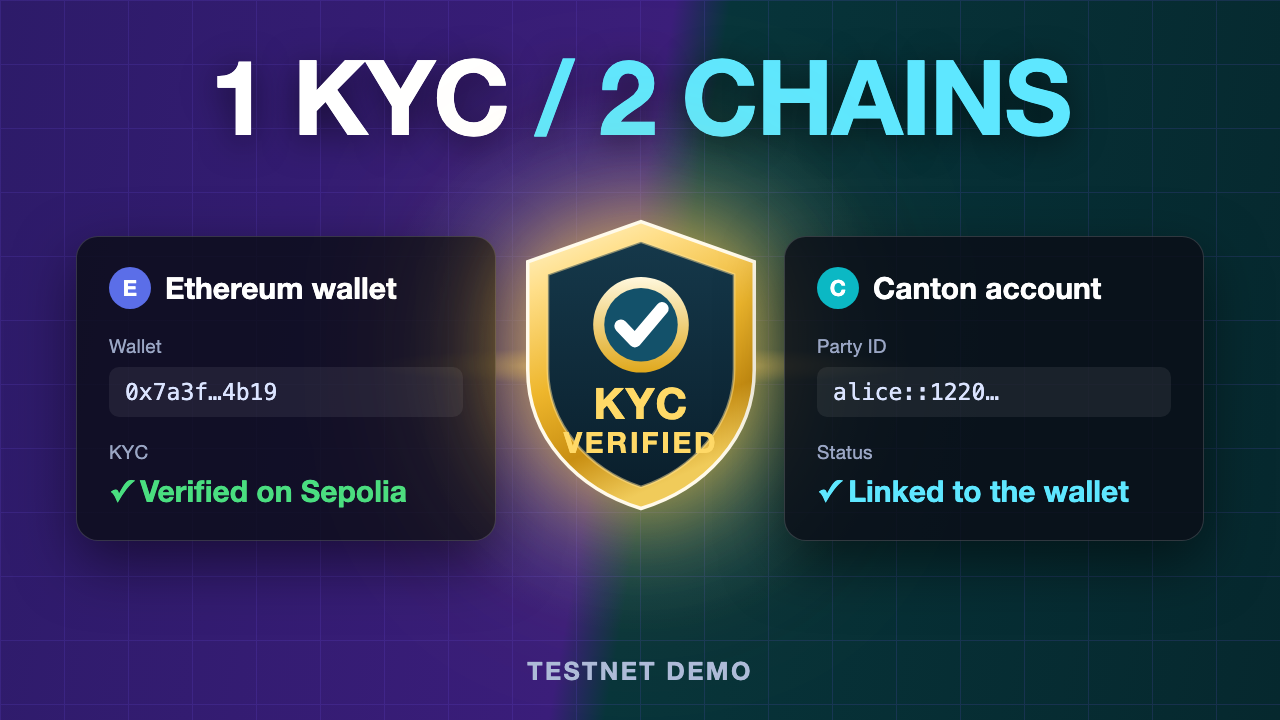 1 KYC / 2 CHAINS
E Ethereum wallet
Wallet
0x7a3f…4b19
KYC
✓ Verified on Sepolia
KYC
VERIFIED
C Canton account
Party ID
alice::1220…
Status
✓ Linked to the wallet
TESTNET DEMO